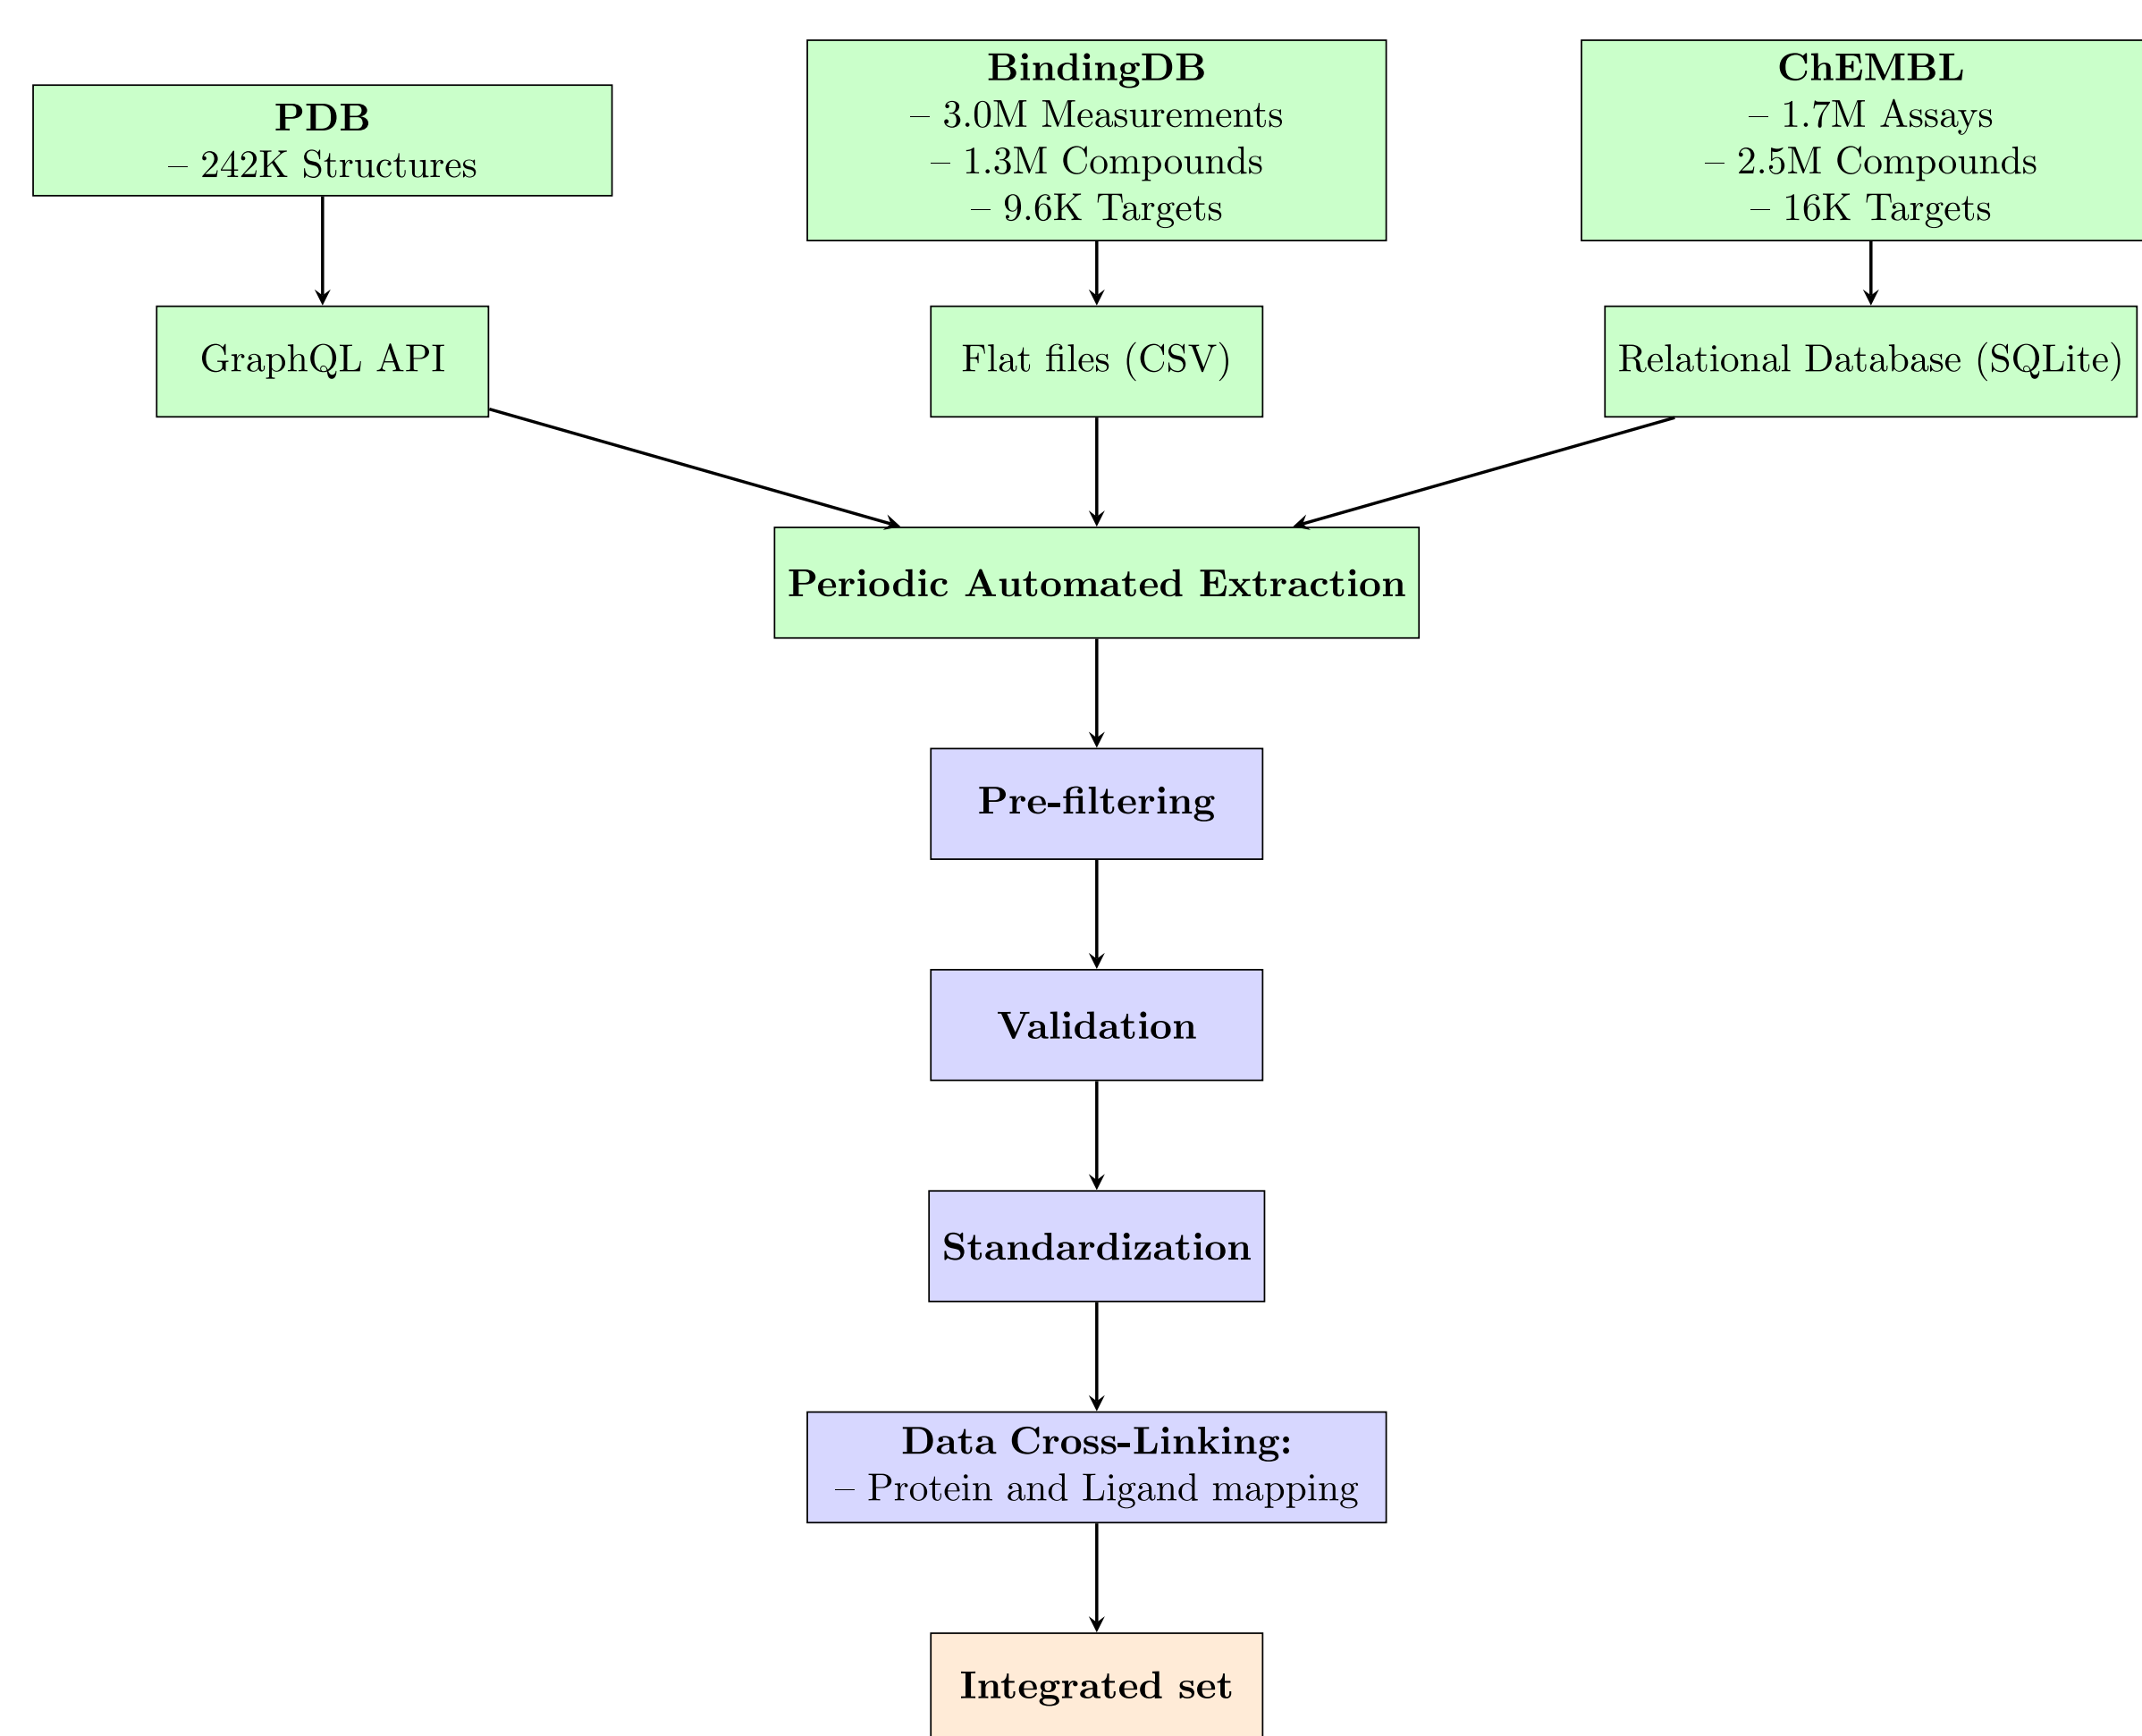 PDB
– 242K Structures
BindingDB
– 3.0M Measurements
– 1.3M Compounds
– 9.6K Targets
ChEMBL
– 1.7M Assays
– 2.5M Compounds
– 16K Targets
GraphQL API
Flat files (CSV)
Relational Database (SQLite)
Periodic Automated Extraction
Pre-filtering
Validation
Standardization
Data Cross-Linking:
– Protein and Ligand mapping
Integrated set